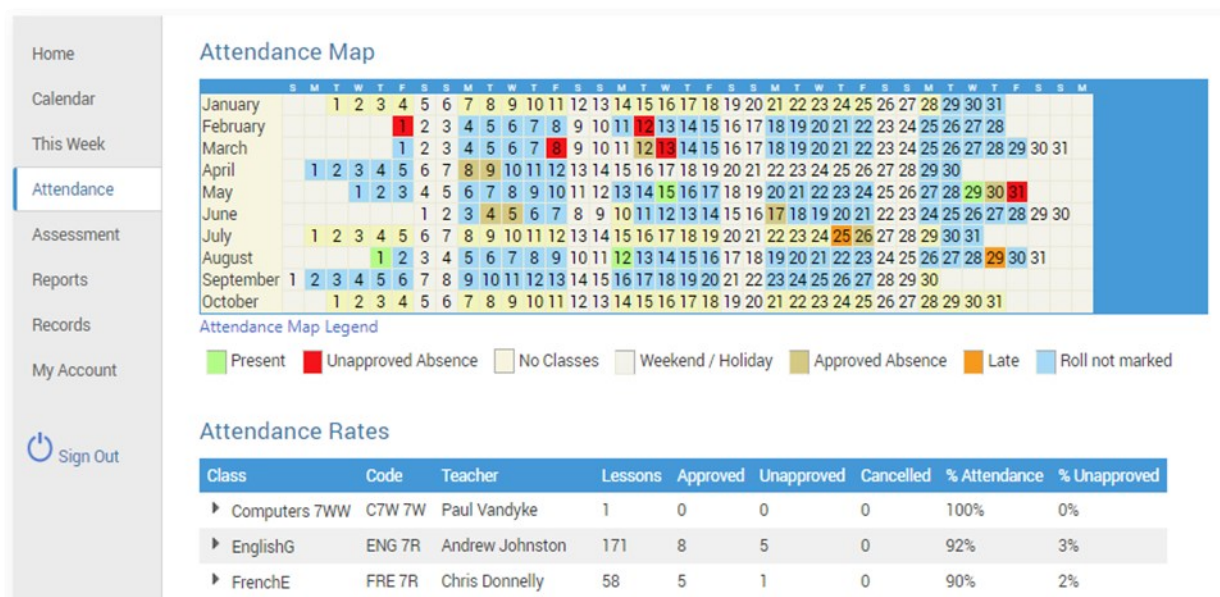 Home
Calendar
This Week
Attendance
Assessment
Reports
Records
My Account
Sign Out
Attendance Map
S M T W T F S S M T W T F S S M T W T F S S M T W T F S S M T W T F S S M
January 1 2 3 4 5 6 7 8 9 10 11 12 13 14 15 16 17 18 19 20 21 22 23 24 25 26 27 28 29 30 31
February 1 2 3 4 5 6 7 8 9 10 11 12 13 14 15 16 17 18 19 20 21 22 23 24 25 26 27 28
March 1 2 3 4 5 6 7 8 9 10 11 12 13 14 15 16 17 18 19 20 21 22 23 24 25 26 27 28 29 30 31
April 1 2 3 4 5 6 7 8 9 10 11 12 13 14 15 16 17 18 19 20 21 22 23 24 25 26 27 28 29 30
May 1 2 3 4 5 6 7 8 9 10 11 12 13 14 15 16 17 18 19 20 21 22 23 24 25 26 27 28 29 30 31
June 1 2 3 4 5 6 7 8 9 10 11 12 13 14 15 16 17 18 19 20 21 22 23 24 25 26 27 28 29 30
July 1 2 3 4 5 6 7 8 9 10 11 12 13 14 15 16 17 18 19 20 21 22 23 24 25 26 27 28 29 30 31
August 1 2 3 4 5 6 7 8 9 10 11 12 13 14 15 16 17 18 19 20 21 22 23 24 25 26 27 28 29 30 31
September 1 2 3 4 5 6 7 8 9 10 11 12 13 14 15 16 17 18 19 20 21 22 23 24 25 26 27 28 29 30
October 1 2 3 4 5 6 7 8 9 10 11 12 13 14 15 16 17 18 19 20 21 22 23 24 25 26 27 28 29 30 31
Attendance Map Legend
Present Unapproved Absence No Classes Weekend / Holiday Approved Absence Late Roll not marked
Attendance Rates
Class Code Teacher Lessons Approved Unapproved Cancelled % Attendance % Unapproved
Computers 7WW C7W 7W Paul Vandyke 1 0 0 0 100% 0%
EnglishG ENG 7R Andrew Johnston 171 8 5 0 92% 3%
FrenchE FRE 7R Chris Donnelly 58 5 1 0 90% 2%